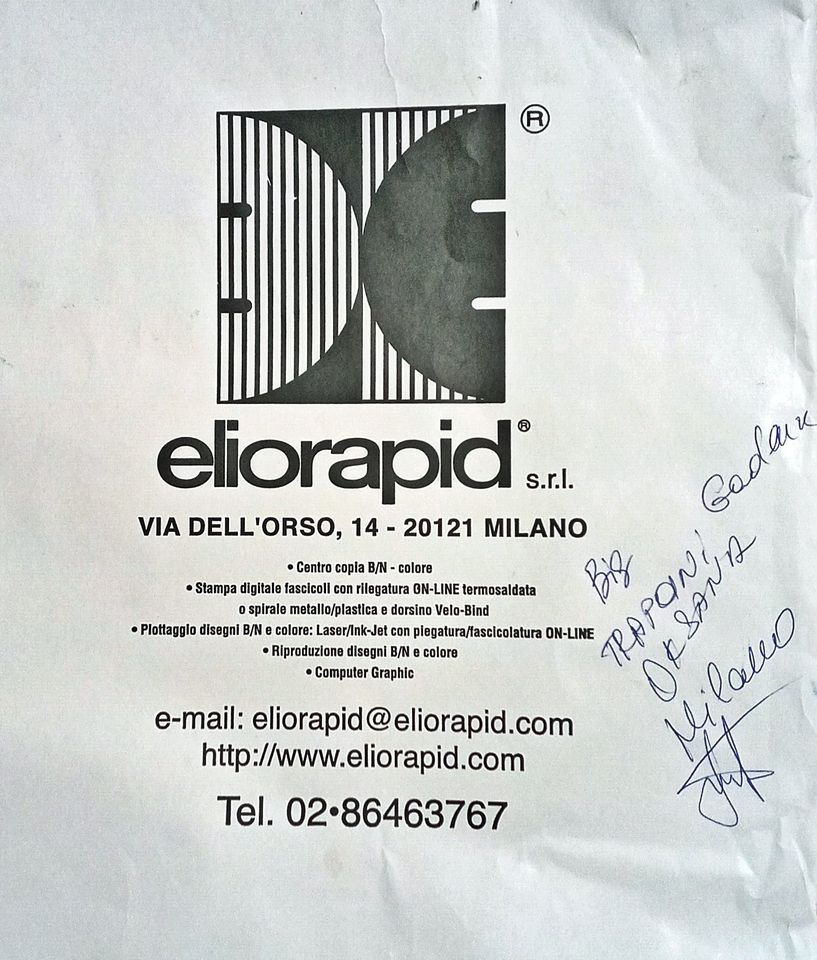 ®
eliorapid® s.r.l.
VIA DELL'ORSO, 14 - 20121 MILANO
• Centro copia B/N - colore
• Stampa digitale fascicoli con rilegatura ON-LINE termosaldata
o spirale metallo/plastica e dorsino Velo-Bind
• Plottaggio disegni B/N e colore: Laser/Ink-Jet con piegatura/fascicolatura ON-LINE
• Riproduzione disegni B/N e colore
• Computer Graphic
e-mail: eliorapid@eliorapid.com
http://www.eliorapid.com
Tel. 02•86463767
TRAPANI
OKSANA
Milano